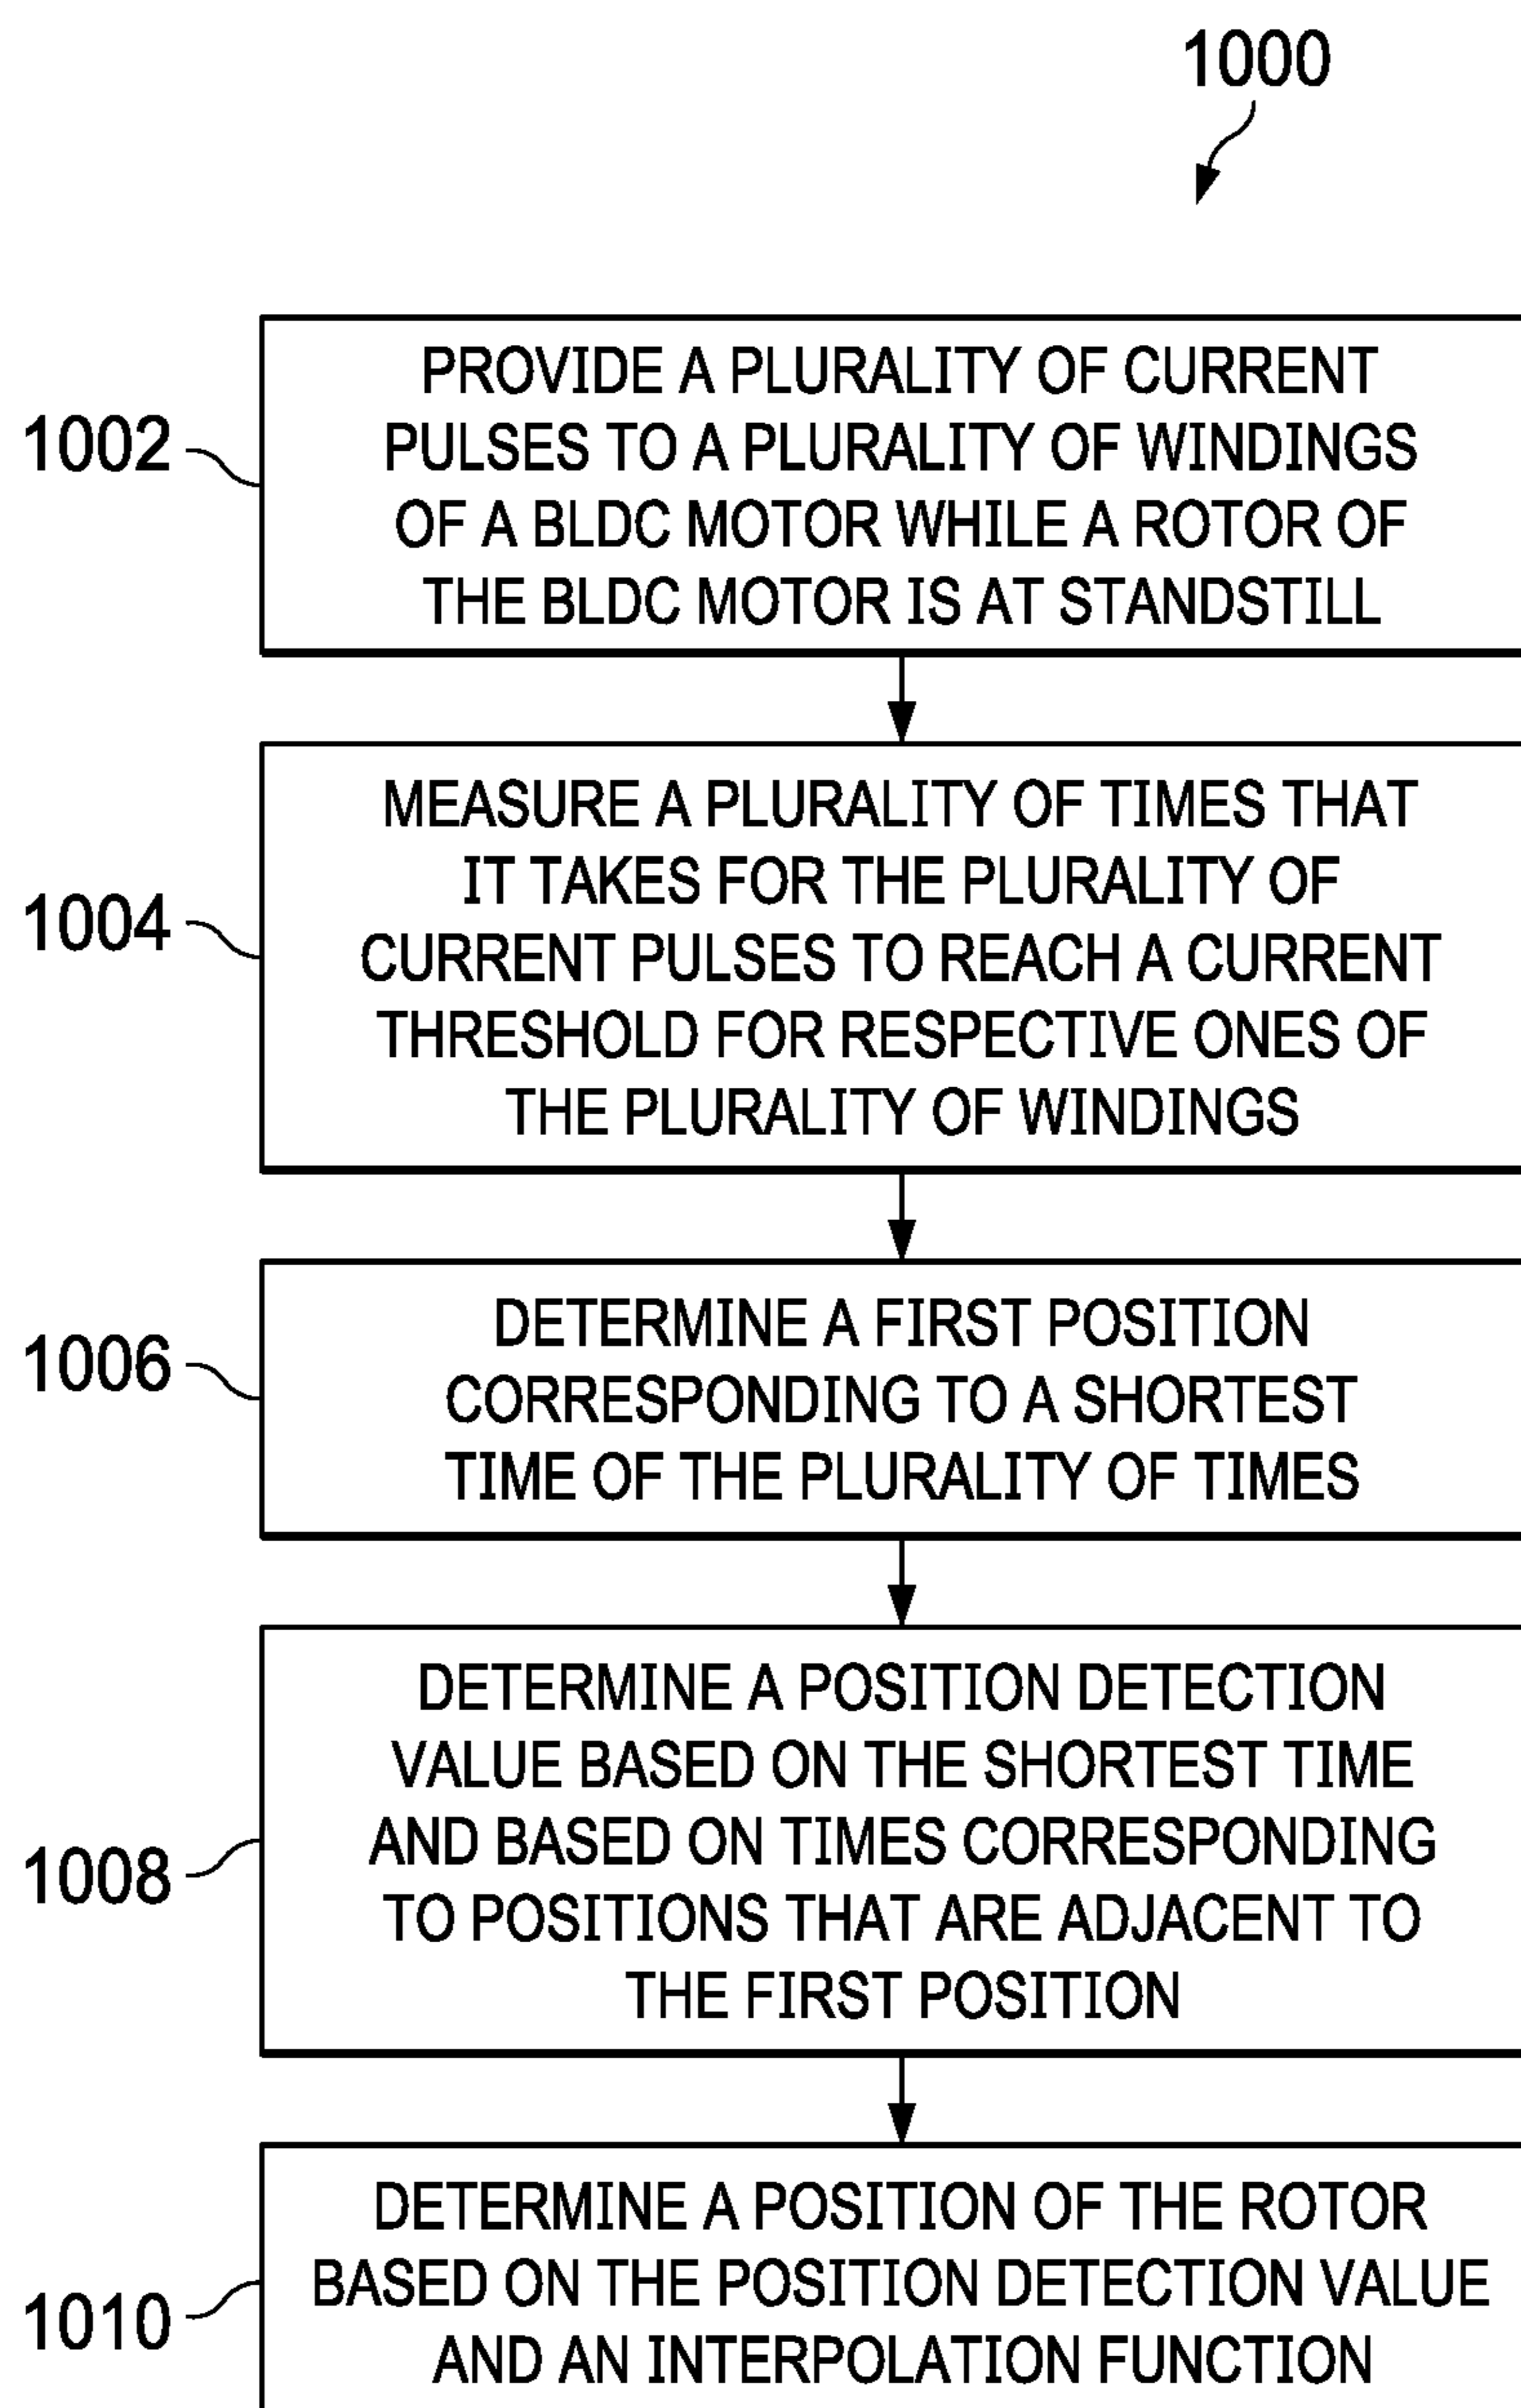 1000
1002
PROVIDE A PLURALITY OF CURRENT
PULSES TO A PLURALITY OF WINDINGS
OF A BLDC MOTOR WHILE A ROTOR OF
THE BLDC MOTOR IS AT STANDSTILL
1004
MEASURE A PLURALITY OF TIMES THAT
IT TAKES FOR THE PLURALITY OF
CURRENT PULSES TO REACH A CURRENT
THRESHOLD FOR RESPECTIVE ONES OF
THE PLURALITY OF WINDINGS
1006
DETERMINE A FIRST POSITION
CORRESPONDING TO A SHORTEST
TIME OF THE PLURALITY OF TIMES
1008
DETERMINE A POSITION DETECTION
VALUE BASED ON THE SHORTEST TIME
AND BASED ON TIMES CORRESPONDING
TO POSITIONS THAT ARE ADJACENT TO
THE FIRST POSITION
1010
DETERMINE A POSITION OF THE ROTOR
BASED ON THE POSITION DETECTION VALUE
AND AN INTERPOLATION FUNCTION